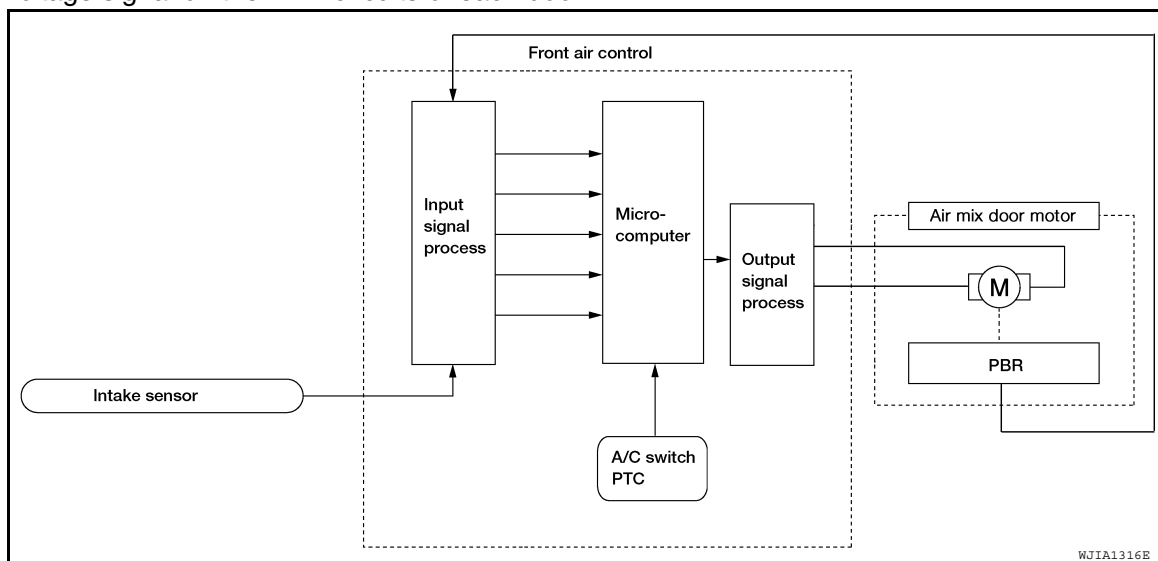 Front air control
Input
signal
process
Micro-
computer
Output
signal
process
Air mix door motor
M
PBR
Intake sensor
A/C switch
PTC
WJIA1316E